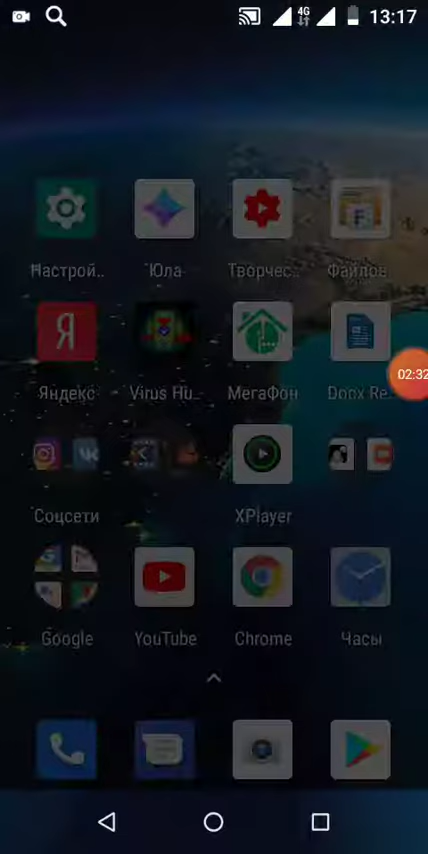 4G 13:17
Настрой.. Юла Творчес.. Файлов
Я
F
Яндекс Virus Hu.. МегаФон Docx Re..
02:32
Соцсети XPlayer
Google YouTube Chrome Часы